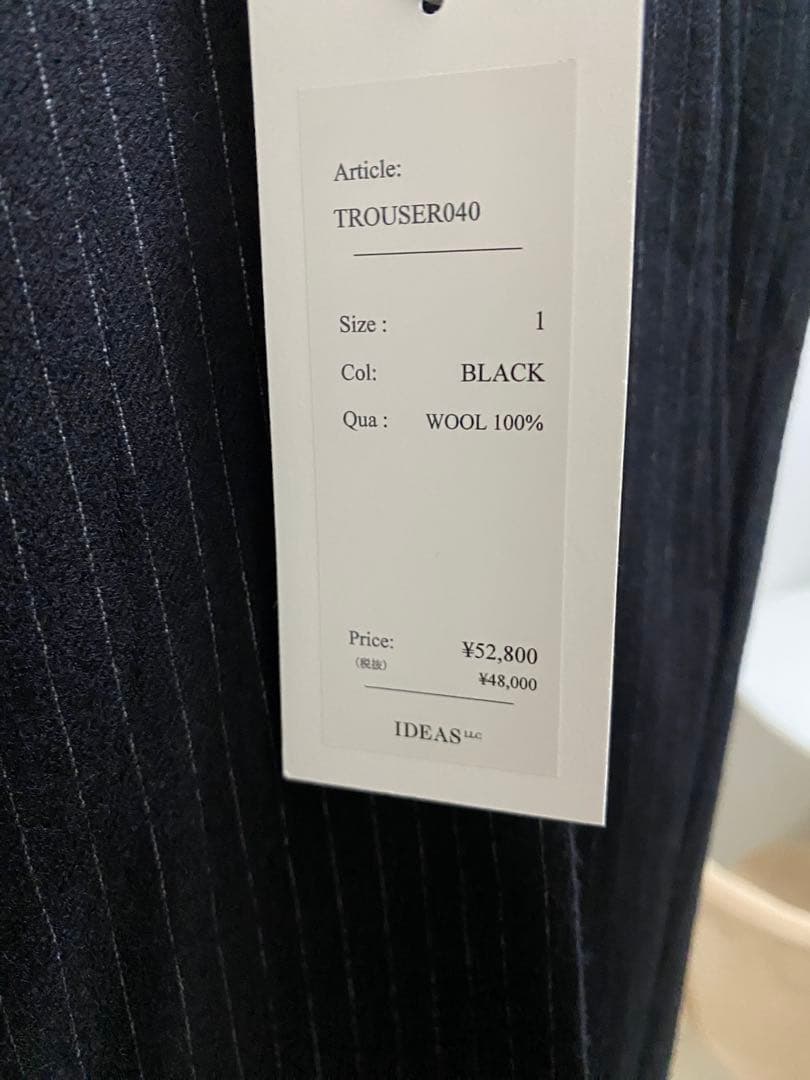 Article:
TROUSER040
Size : 1
Col: BLACK
Qua : WOOL 100%
Price: ¥52,800
(税抜) ¥48,000
IDEAS LLC